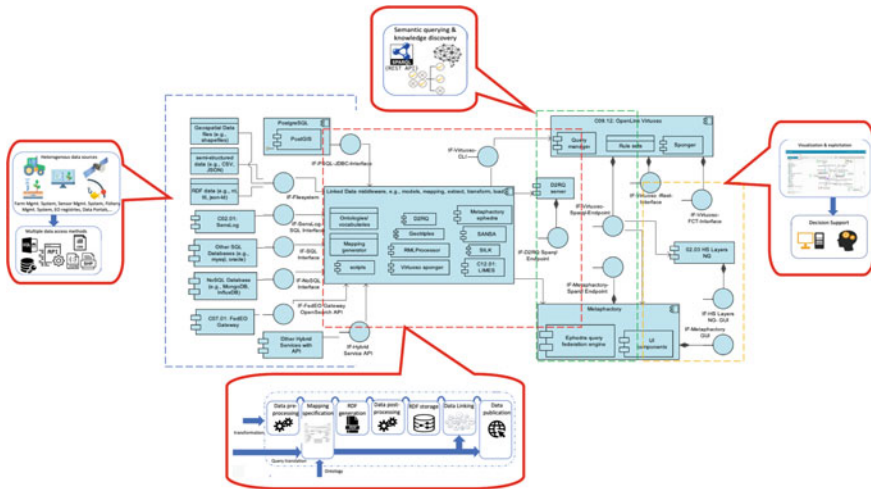 Semantic querying &
knowledge discovery
SPARQL
(REST API)
Heterogenous data sources
Farm Mgmt. System, Sensor Mgmt. System, Fishery
Mgmt. System, EO registries, Data Portals,...
Multiple data access methods
API
Geospatial Data
files (e.g.,
shapefiles)
semi-structured
data (e.g., CSV,
JSON)
RDF data (e.g., nt,
ttl, json-ld)
C02.01:
SensLog
Other SQL
Databases (e.g.,
mysql, oracle)
NoSQL Database
(e.g., MongoDB,
InfluxDB)
C07.01: FedEO
Gateway
Other Hybrid
Services with
API
PostgreSQL
PostGIS
IF-PSQL-JDBC-Interface
IF-Filesystem
IF-SensLog-
SQL Interface
IF-SQL
Interface
IF-NoSQL
Interface
IF-FedEO Gateway
OpenSearch API
IF-Hybrid
Service API
Linked Data middleware, e.g., models, mapping, extract, transform, load
Ontologies/
vocabularies
Mapping
generator
scripts
D2RQ
Geotriples
RMLProcessor
Virtuoso sponger
Metaphactory
ephedra
SANSA
SILK
C12.01:
LIMES
IF-Virtuoso-
CLI
C09.12: OpenLink Virtuoso
Query
manager
Rule sets
Sponger
D2RQ
server
IF-Virtuoso-
Sparql Endpoint
IF-Virtuoso-iRest-
Interface
IF-Virtuoso-
FCT-Interface
IF-D2RQ Sparql
Endpoint
IF-Metaphactory-
Sparql Endpoint
02.03 HS Layers
NG
IF-HS Layers
NG- GUI
IF-Metaphactory
GUI
Metaphactory
Ephedra query
federation engine
UI
components
Visualization & exploitation
Decision Support
Data pre-
processing
Mapping
specification
RDF
generation
Data post-
processing
RDF storage
Data Linking
Data
publication
transformation
Query translation
Ontology